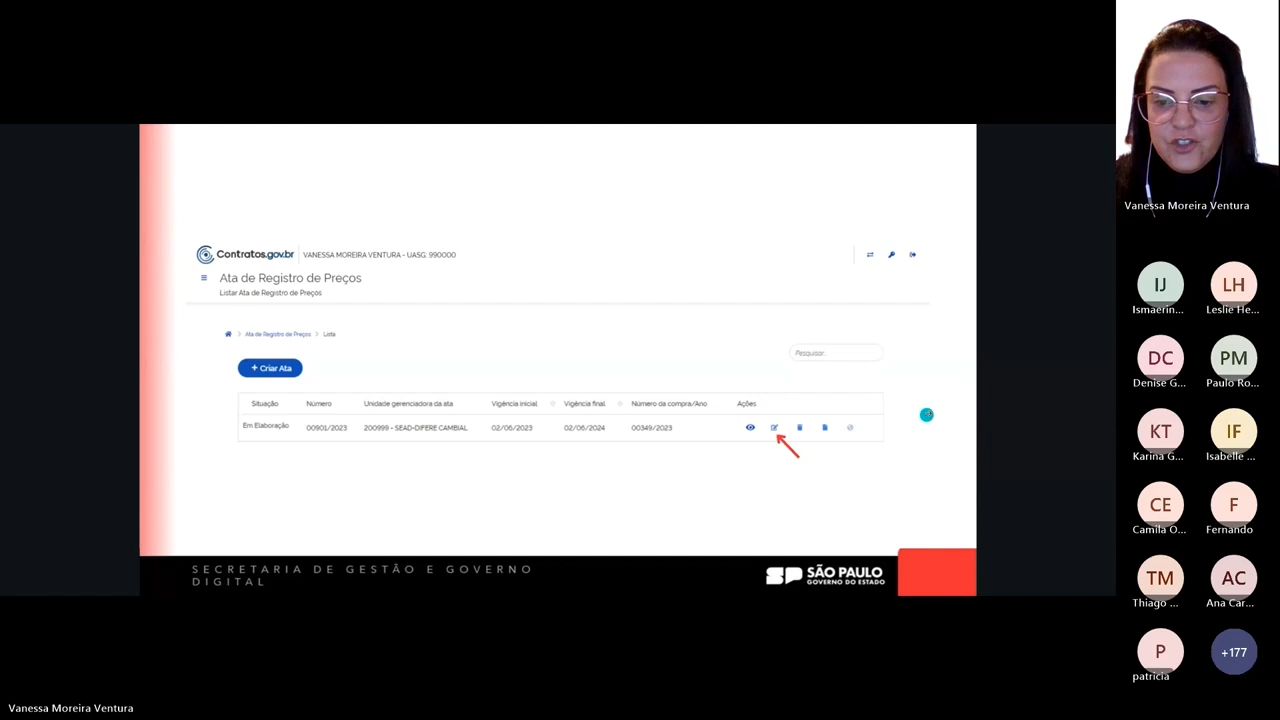 Contratos.gov.br
VANESSA MOREIRA VENTURA - UASG: 990000
Ata de Registro de Preços
Listar Ata de Registro de Preços
Ata de Registro de Preços > Lista
Pesquisar...
+ Criar Ata
Situação Número Unidade gerenciadora da ata Vigência inicial Vigência final Número da compra/Ano Ações
Em Elaboração 00901/2023 200999 - SEAD-DIFERE CAMBIAL 02/06/2023 02/06/2024 00349/2023
SECRETARIA DE GESTÃO E GOVERNO
DIGITAL
SP SÃO PAULO
GOVERNO DO ESTADO
Vanessa Moreira Ventura
IJ LH
Ismaerin... Leslie He...
DC PM
Denise G... Paulo Ro...
KT IF
Karina G... Isabelle ...
CE F
Camila O... Fernando
TM AC
Thiago ... Ana Car...
P +177
patricia
Vanessa Moreira Ventura